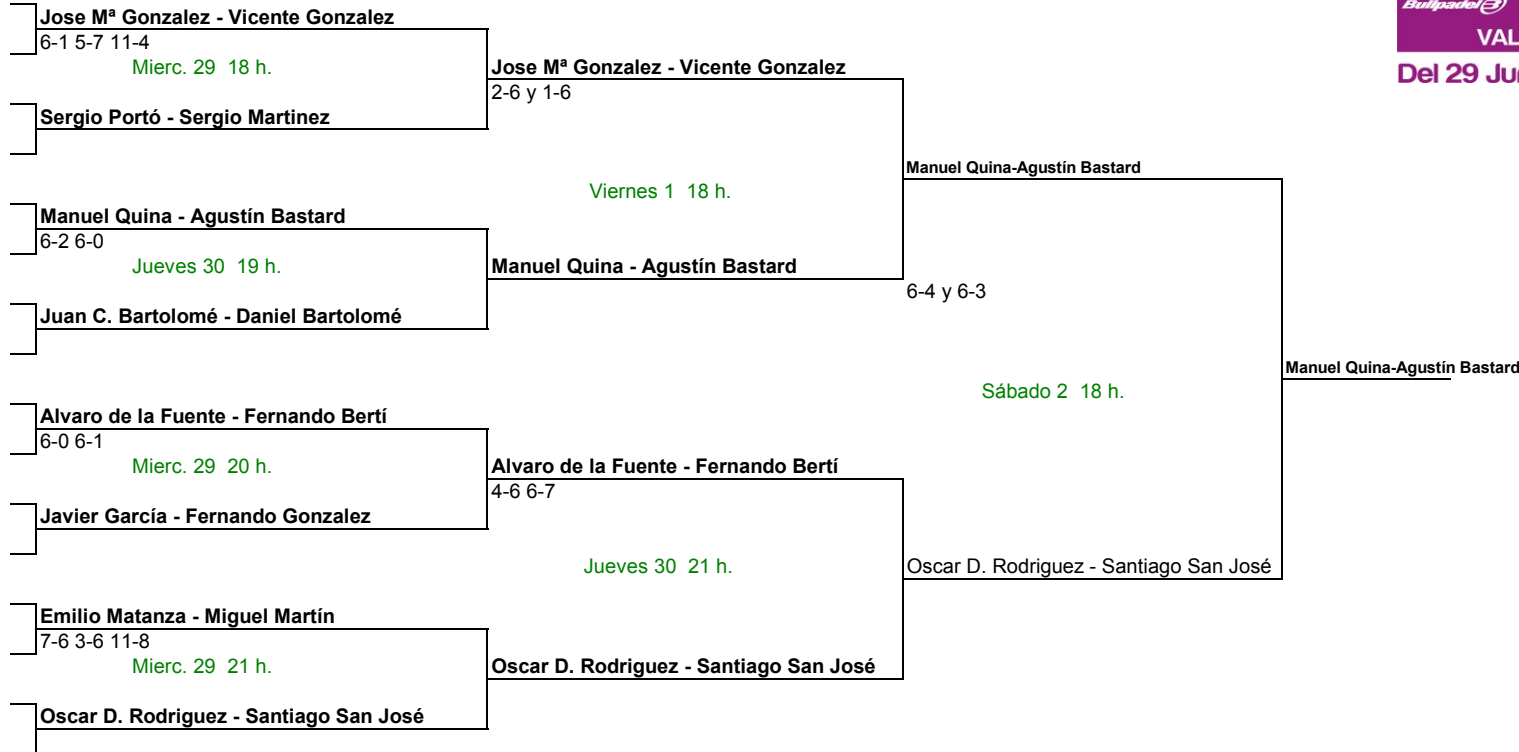 Bullpadel
VAL
Del 29 Ju
Jose Mª Gonzalez - Vicente Gonzalez
6-1 5-7 11-4
Mierc. 29 18 h.
Jose Mª Gonzalez - Vicente Gonzalez
2-6 y 1-6
Sergio Portó - Sergio Martinez
Manuel Quina-Agustín Bastard
Viernes 1 18 h.
Manuel Quina - Agustín Bastard
6-2 6-0
Jueves 30 19 h.
Manuel Quina - Agustín Bastard
6-4 y 6-3
Juan C. Bartolomé - Daniel Bartolomé
Manuel Quina-Agustín Bastard
Sábado 2 18 h.
Alvaro de la Fuente - Fernando Bertí
6-0 6-1
Mierc. 29 20 h.
Alvaro de la Fuente - Fernando Bertí
4-6 6-7
Javier García - Fernando Gonzalez
Jueves 30 21 h.
Oscar D. Rodriguez - Santiago San José
Emilio Matanza - Miguel Martín
7-6 3-6 11-8
Mierc. 29 21 h.
Oscar D. Rodriguez - Santiago San José
Oscar D. Rodriguez - Santiago San José